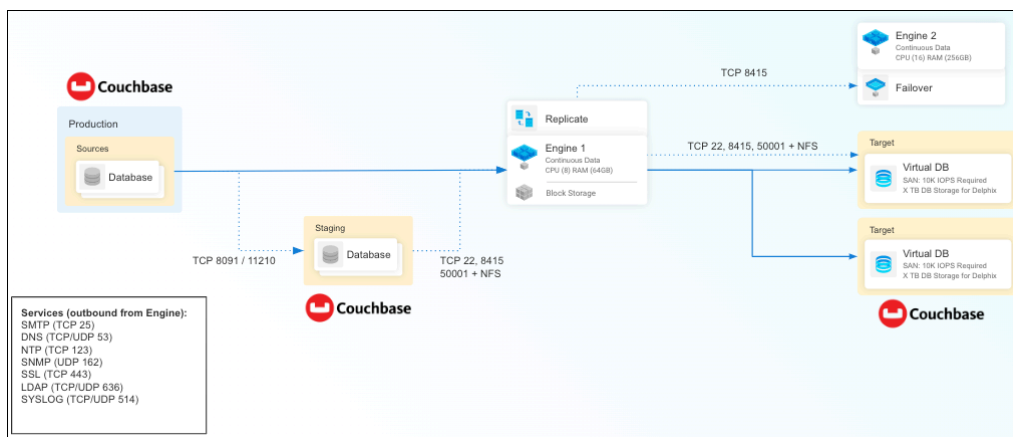 Couchbase
Production
Sources
Database
TCP 8091 / 11210
Staging
Database
Couchbase
TCP 22, 8415
50001 + NFS
Replicate
Engine 1
Continuous Data
CPU (8) RAM (64GB)
Block Storage
TCP 8415
Engine 2
Continuous Data
CPU (16) RAM (256GB)
Failover
TCP 22, 8415, 50001 + NFS
Target
Virtual DB
SAN: 10K IOPS Required
X TB DB Storage for Delphix
Target
Virtual DB
SAN: 10K IOPS Required
X TB DB Storage for Delphix
Couchbase
Services (outbound from Engine):
SMTP (TCP 25)
DNS (TCP/UDP 53)
NTP (TCP 123)
SNMP (UDP 162)
SSL (TCP 443)
LDAP (TCP/UDP 636)
SYSLOG (TCP/UDP 514)